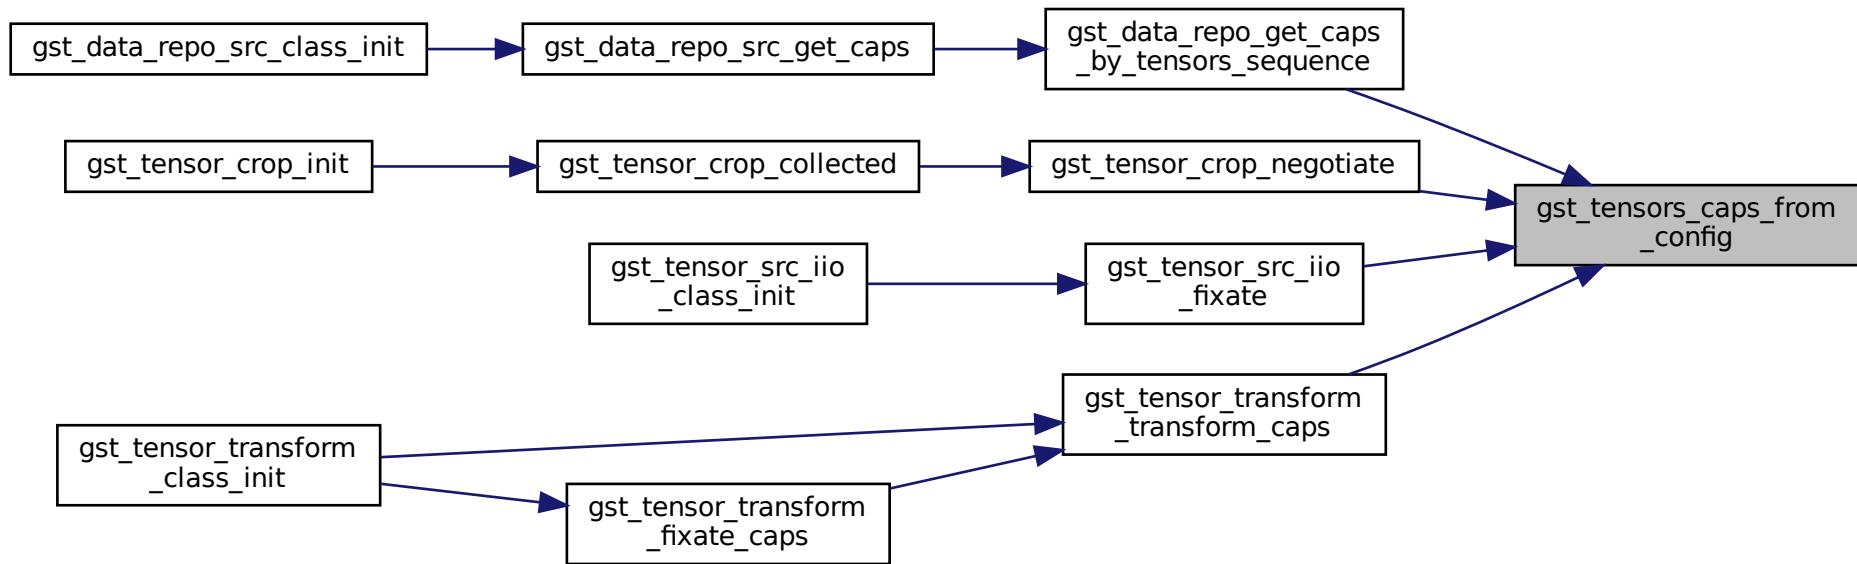 gst_data_repo_src_class_init
gst_data_repo_src_get_caps
gst_data_repo_get_caps
_by_tensors_sequence
gst_tensor_crop_init
gst_tensor_crop_collected
gst_tensor_crop_negotiate
gst_tensors_caps_from
_config
gst_tensor_src_iio
_class_init
gst_tensor_src_iio
_fixate
gst_tensor_transform
_transform_caps
gst_tensor_transform
_class_init
gst_tensor_transform
_fixate_caps